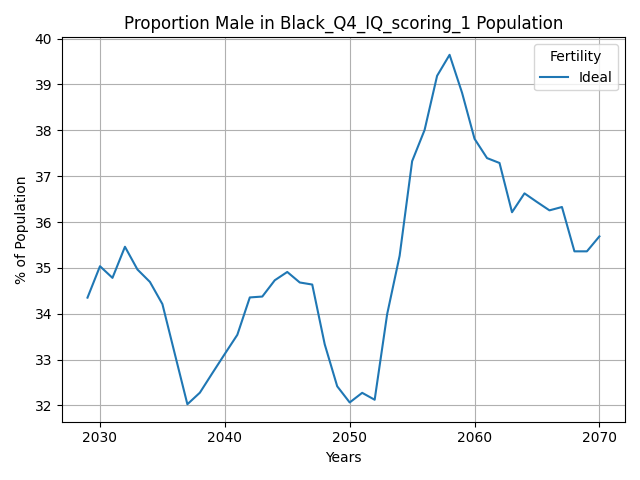 Proportion Male in Black_Q4_IQ_scoring_1 Population
Fertility
Ideal
% of Population
40
39
38
37
36
35
34
33
32
2030 2040 2050 2060 2070
Years